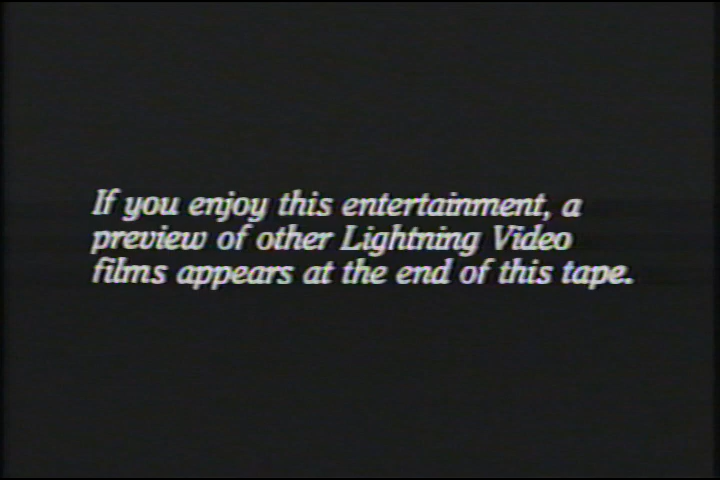 If you enjoy this entertainment, a
preview of other Lightning Video
films appears at the end of this tape.